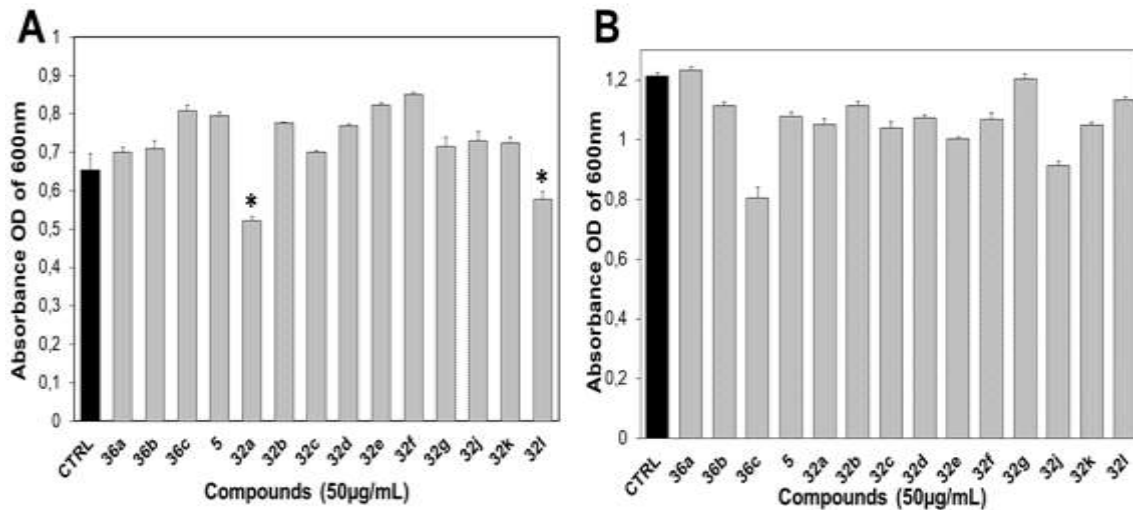 A
Absorbance OD of 600nm
1
0,9
0,8
0,7
0,6
0,5
0,4
0,3
0,2
0,1
0
*
*
CTRL 36a 36b 36c 5 32a 32b 32c 32d 32e 32f 32g 32j 32k 32l
Compounds (50µg/mL)
B
Absorbance OD of 600nm
1,2
1
0,8
0,6
0,4
0,2
0
CTRL 36a 36b 36c 5 32a 32b 32c 32d 32e 32f 32g 32j 32k 32l
Compounds (50µg/mL)